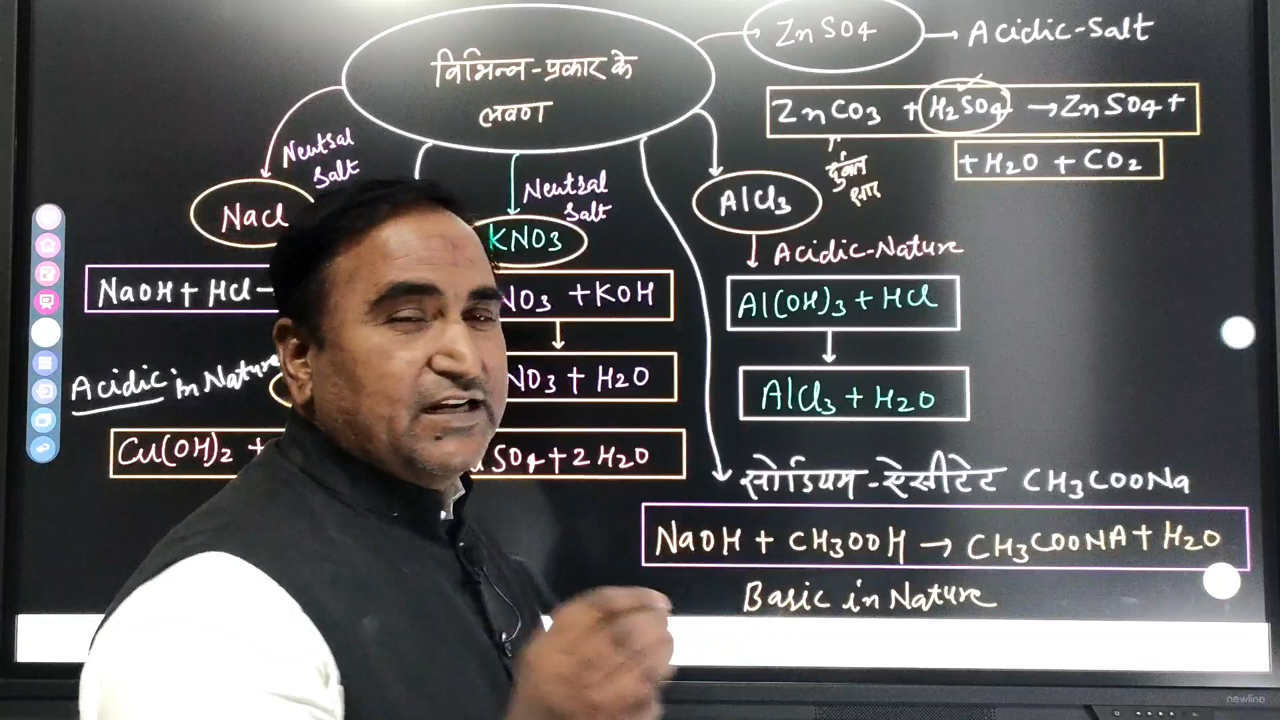 विभिन्न-प्रकार के
लवण
ZnSO4 → Acidic-Salt
ZnCO3 + H2SO4 → ZnSO4 +
+ H2O + CO2
दुर्बल
क्षार
Neutral
Salt
NaCl
NaOH + HCl
Neutral
Salt
KNO3
NO3 + KOH
NO3 + H2O
AlCl3
Acidic-Nature
Al(OH)3 + HCl
AlCl3 + H2O
Acidic in Nature
Cu(OH)2 +
SO4 + 2H2O
सोडियम-ऐसीटेट CH3COONa
NaOH + CH3OOH → CH3COONA + H2O
Basic in Nature
newline